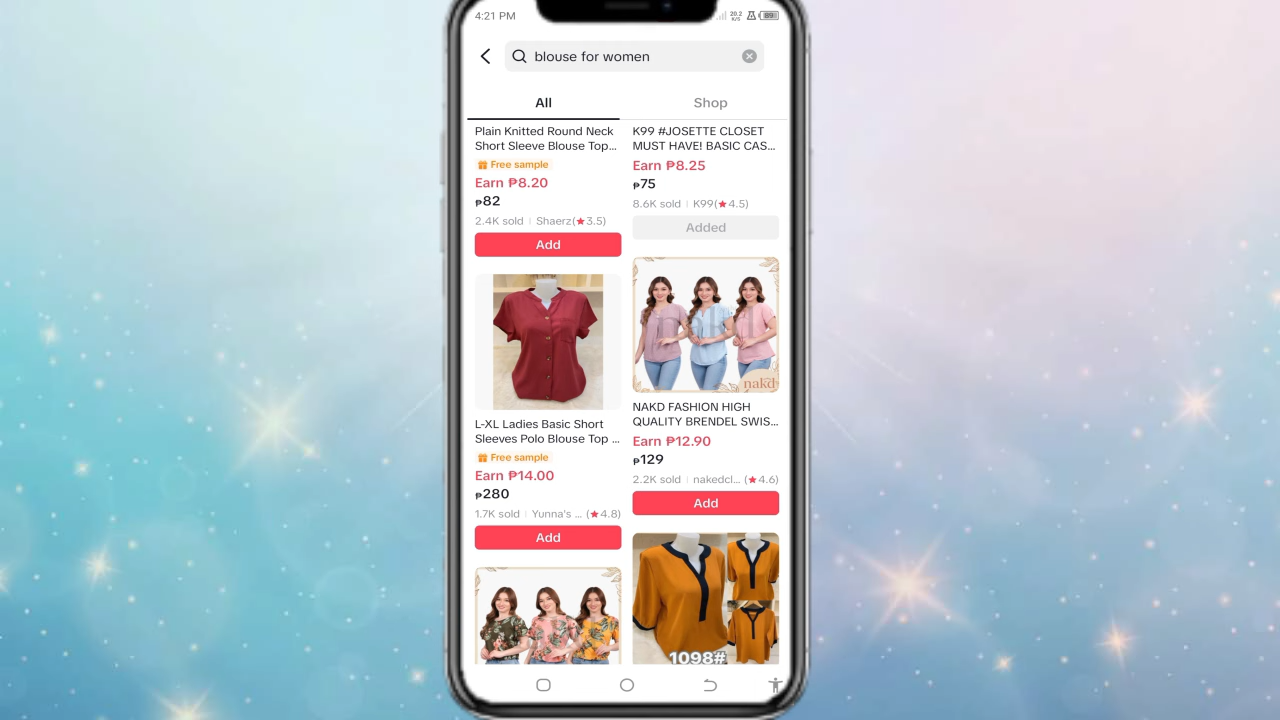 4:21 PM
20.2
K/S
89
blouse for women
All
Shop
Plain Knitted Round Neck
Short Sleeve Blouse Top...
Free sample
Earn ₱8.20
₱82
2.4K sold
Shaerz(★3.5)
Add
K99 #JOSETTE CLOSET
MUST HAVE! BASIC CAS...
Earn ₱8.25
₱75
8.6K sold
K99(★4.5)
Added
L-XL Ladies Basic Short
Sleeves Polo Blouse Top ...
Free sample
Earn ₱14.00
₱280
1.7K sold
Yunna's ... (★4.8)
Add
nakd
nakd
NAKD FASHION HIGH
QUALITY BRENDEL SWIS...
Earn ₱12.90
₱129
2.2K sold
nakedcl... (★4.6)
Add
1098#